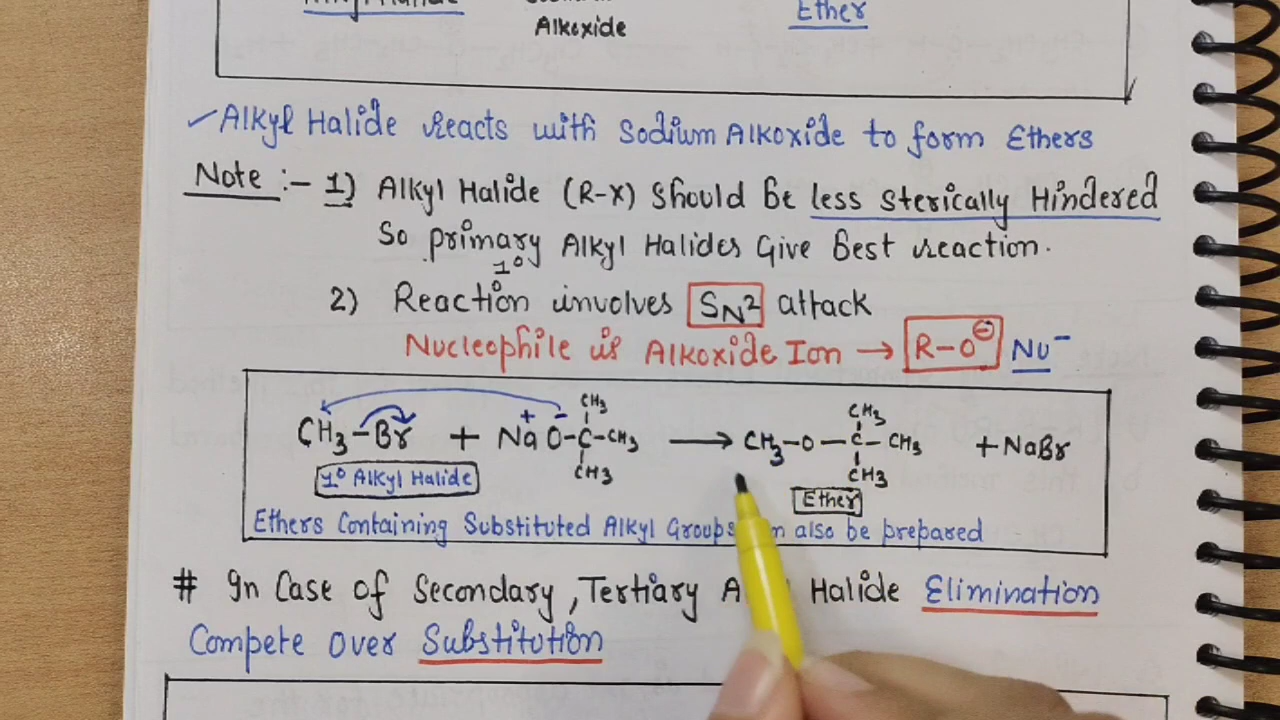 Alkoxide
Ether
✓Alkyl Halide reacts with Sodium Alkoxide to form Ethers
Note :- 1) Alkyl Halide (R-X) Should be less Sterically Hindered
So primary Alkyl Halides Give Best reaction.
1°
2) Reaction involves SN2 attack
Nucleophile is Alkoxide Ion → R-O⊖ Nu⁻
CH3 CH3
CH3-Br + Na⁺O⁻-C-CH3 → CH3-O-C-CH3 + NaBr
CH3 CH3
1° Alkyl Halide Ether
Ethers Containing Substituted Alkyl Groups also be prepared
# In Case of Secondary, Tertiary Halide Elimination
Compete over Substitution